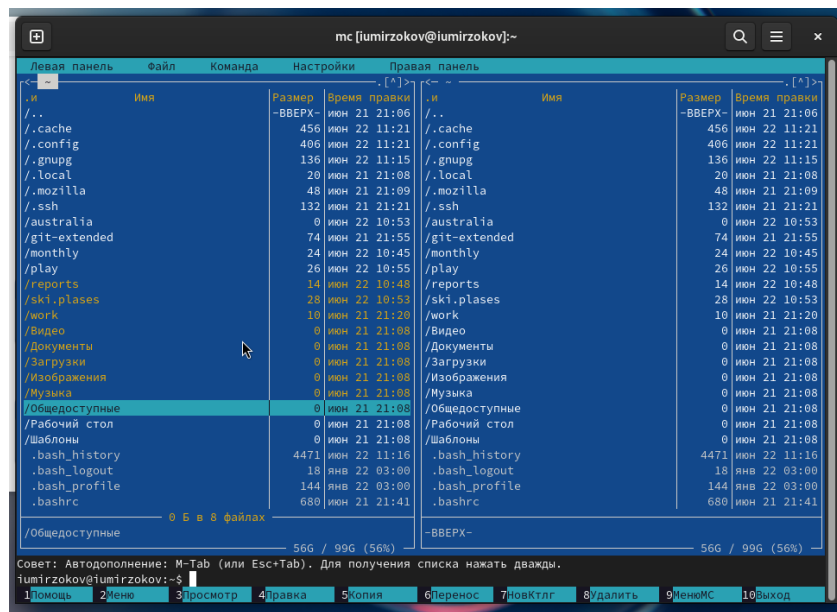 mc [iumirzokov@iumirzokov]:~
Левая панель Файл Команда Настройки Правая панель
<— ~ .[^]>
.и Имя Размер Время правки
/.. -ВВЕРХ- июн 21 21:06
/.cache 456 июн 22 11:21
/.config 406 июн 22 11:21
/.gnupg 136 июн 22 11:15
/.local 20 июн 21 21:08
/.mozilla 48 июн 21 21:09
/.ssh 132 июн 21 21:21
/australia 0 июн 22 10:53
/git-extended 74 июн 21 21:55
/monthly 24 июн 22 10:45
/play 26 июн 22 10:55
/reports 14 июн 22 10:48
/ski.plases 28 июн 22 10:53
/work 10 июн 21 21:20
/Видео 0 июн 21 21:08
/Документы 0 июн 21 21:08
/Загрузки 0 июн 21 21:08
/Изображения 0 июн 21 21:08
/Музыка 0 июн 21 21:08
/Общедоступные 0 июн 21 21:08
/Рабочий стол 0 июн 21 21:08
/Шаблоны 0 июн 21 21:08
.bash_history 4471 июн 22 11:16
.bash_logout 18 янв 22 03:00
.bash_profile 144 янв 22 03:00
.bashrc 680 июн 21 21:41
0 Б в 8 файлах
/Общедоступные
56G / 99G (56%)
<— ~ .[^]>
.и Имя Размер Время правки
/.. -ВВЕРХ- июн 21 21:06
/.cache 456 июн 22 11:21
/.config 406 июн 22 11:21
/.gnupg 136 июн 22 11:15
/.local 20 июн 21 21:08
/.mozilla 48 июн 21 21:09
/.ssh 132 июн 21 21:21
/australia 0 июн 22 10:53
/git-extended 74 июн 21 21:55
/monthly 24 июн 22 10:45
/play 26 июн 22 10:55
/reports 14 июн 22 10:48
/ski.plases 28 июн 22 10:53
/work 10 июн 21 21:20
/Видео 0 июн 21 21:08
/Документы 0 июн 21 21:08
/Загрузки 0 июн 21 21:08
/Изображения 0 июн 21 21:08
/Музыка 0 июн 21 21:08
/Общедоступные 0 июн 21 21:08
/Рабочий стол 0 июн 21 21:08
/Шаблоны 0 июн 21 21:08
.bash_history 4471 июн 22 11:16
.bash_logout 18 янв 22 03:00
.bash_profile 144 янв 22 03:00
.bashrc 680 июн 21 21:41
-ВВЕРХ-
56G / 99G (56%)
Совет: Автодополнение: M-Tab (или Esc+Tab). Для получения списка нажать дважды.
iumirzokov@iumirzokov:~$
1Помощь 2Меню 3Просмотр 4Правка 5Копия 6Перенос 7НовКтлг 8Удалить 9МенюMC 10Выход